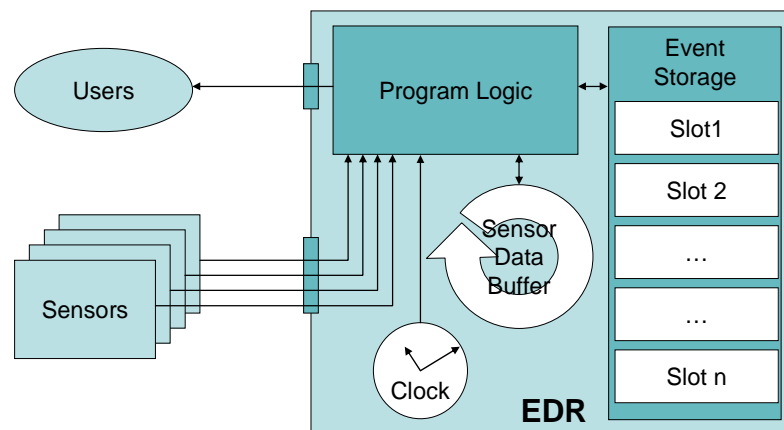 Users
Program Logic
Event
Storage
Slot1
Slot 2
…
…
Slot n
Sensor
Data
Buffer
Sensors
Clock
EDR